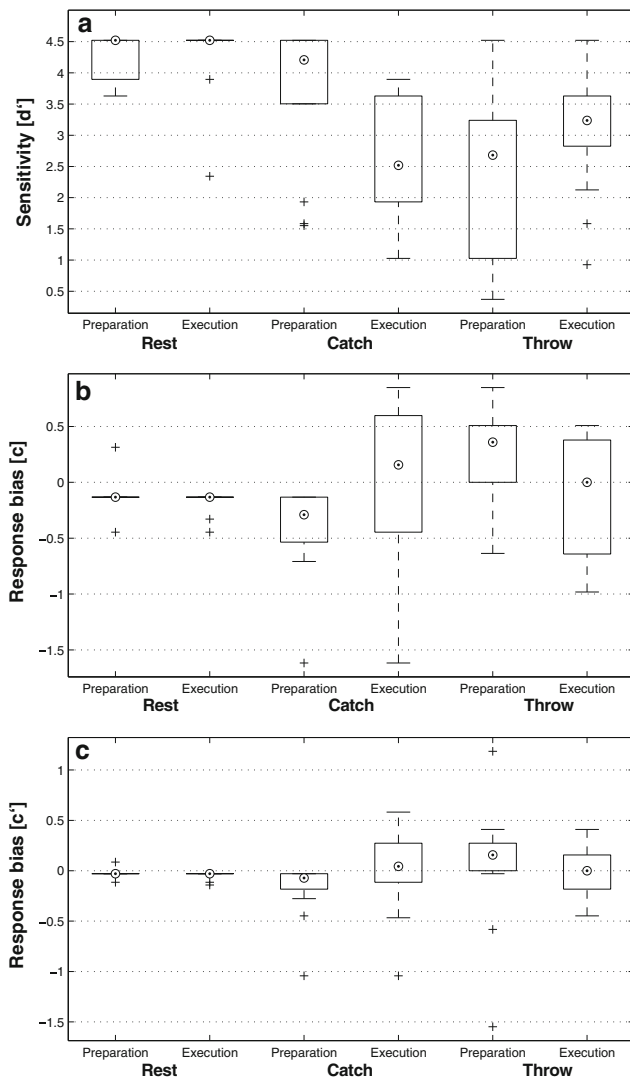 a
Sensitivity [d']
4.5
4
3.5
3
2.5
2
1.5
1
0.5
Preparation Execution Preparation Execution Preparation Execution
Rest Catch Throw
b
Response bias [c]
0.5
0
−0.5
−1
−1.5
Preparation Execution Preparation Execution Preparation Execution
Rest Catch Throw
c
Response bias [c']
1
0.5
0
−0.5
−1
−1.5
Preparation Execution Preparation Execution Preparation Execution
Rest Catch Throw